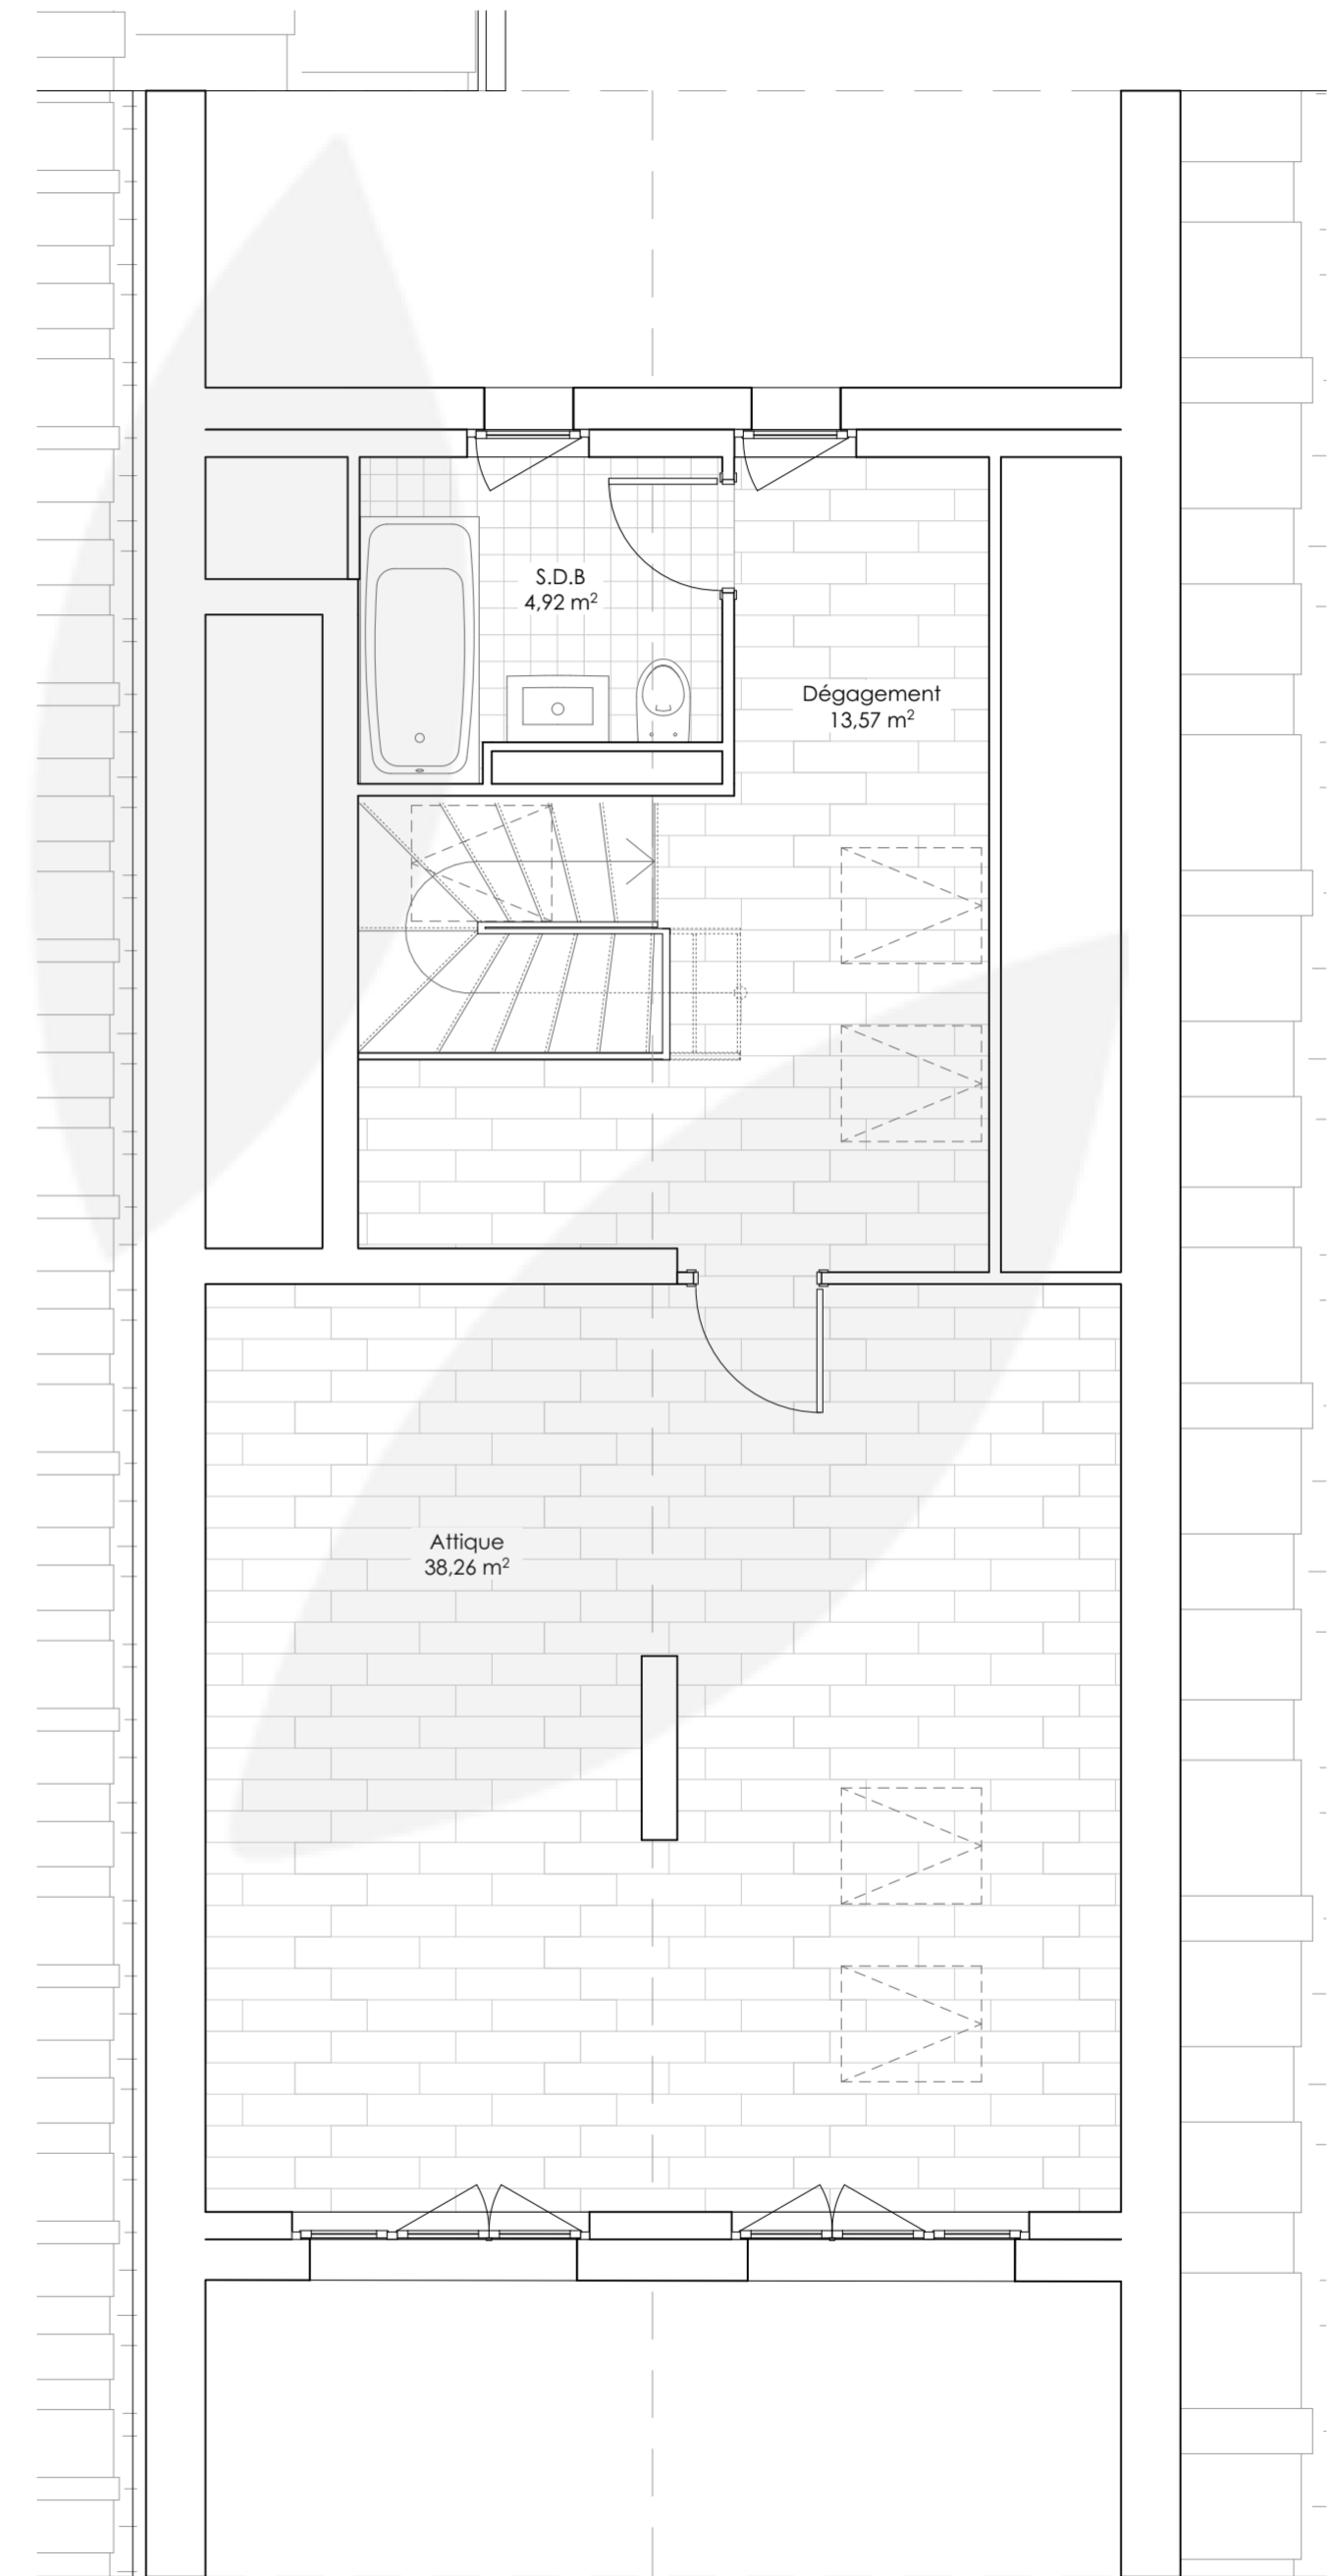 S.D.B
4,92 m²
Dégagement
13,57 m²
Attique
38,26 m²